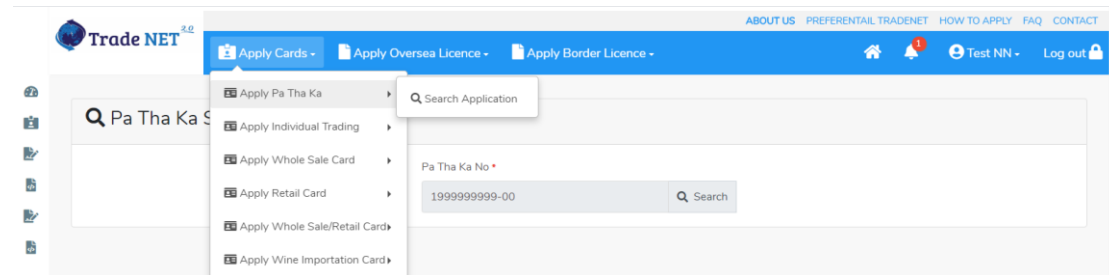 ABOUT US PREFERENTAIL TRADENET HOW TO APPLY FAQ CONTACT
Trade NET 2.0
Apply Cards Apply Oversea Licence Apply Border Licence 1 Test NN Log out
Apply Pa Tha Ka
Search Application
Pa Tha Ka S
Apply Individual Trading
Apply Whole Sale Card
Pa Tha Ka No *
Apply Retail Card
1999999999-00 Search
Apply Whole Sale/Retail Card
Apply Wine Importation Card